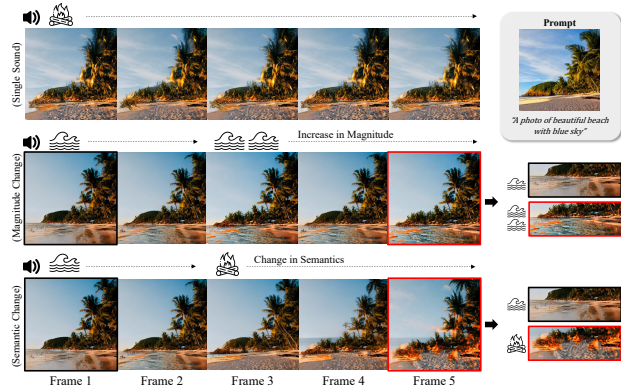 (Single Sound)
Prompt
"A photo of beautiful beach
with blue sky"
Increase in Magnitude
(Magnitude Change)
Change in Semantics
(Semantic Change)
Frame 1
Frame 2
Frame 3
Frame 4
Frame 5